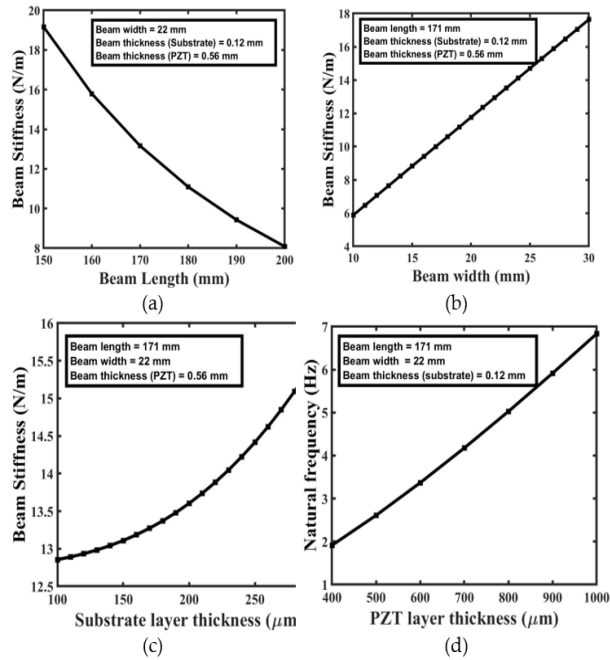 20
18
16
14
12
10
8
150
160
170
180
190
200
Beam Stiffness (N/m)
Beam Length (mm)
Beam width = 22 mm
Beam thickness (Substrate) = 0.12 mm
Beam thickness (PZT) = 0.56 mm
(a)
18
16
14
12
10
8
6
4
10
15
20
25
30
Beam Stiffness (N/m)
Beam width (mm)
Beam length = 171 mm
Beam thickness (Substrate) = 0.12 mm
Beam thickness (PZT) = 0.56 mm
(b)
16
15.5
15
14.5
14
13.5
13
12.5
100
150
200
250
Beam Stiffness (N/m)
Substrate layer thickness (μm
Beam length = 171 mm
Beam width = 22 mm
Beam thickness (PZT) = 0.56 mm
(c)
7
6
5
4
3
2
1
400
500
600
700
800
900
1000
Natural frequency (Hz)
PZT layer thickness (μm)
Beam length = 171 mm
Beam width = 22 mm
Beam thickness (substrate) = 0.12 mm
(d)